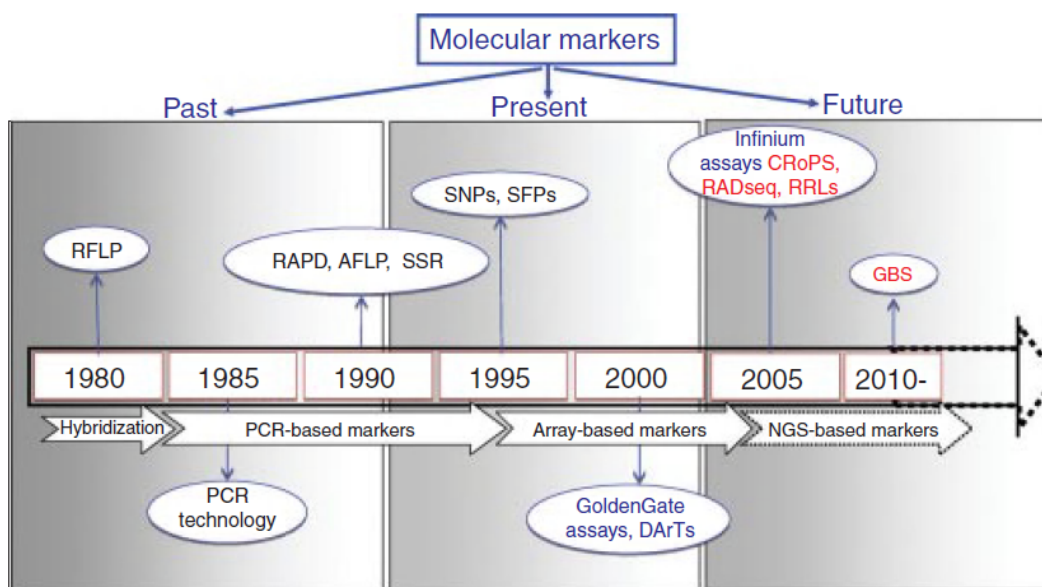 Molecular markers
Past
Present
Future
Infinium
assays CRoPS,
RADseq, RRLs
SNPs, SFPs
RFLP
RAPD, AFLP, SSR
GBS
1980
1985
1990
1995
2000
2005
2010-
Hybridization
PCR-based markers
Array-based markers
NGS-based markers
PCR
technology
GoldenGate
assays, DArTs